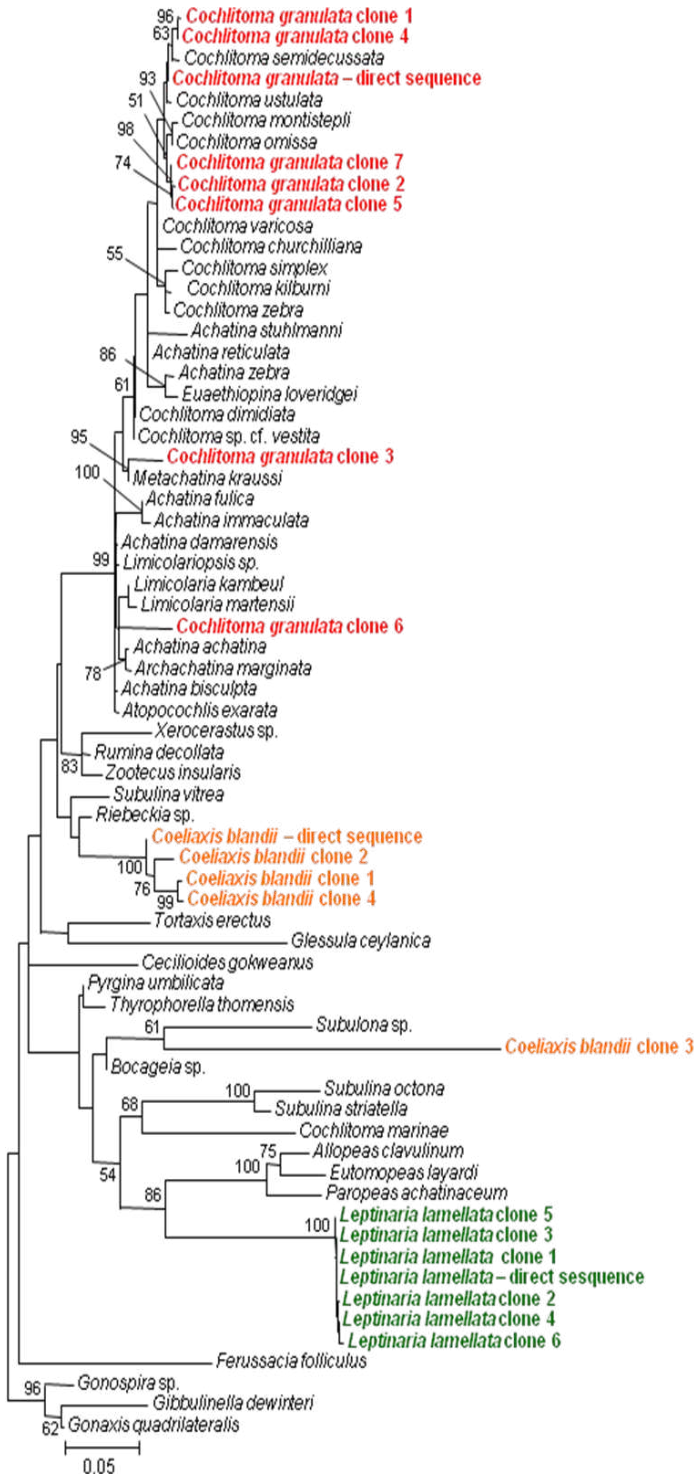 96
Cochlitoma granulata clone 1
63
Cochlitoma granulata clone 4
Cochlitoma semidecussata
93
Cochlitoma granulata – direct sequence
51
Cochlitoma ustulata
Cochlitoma montistepli
98
Cochlitoma omissa
74
Cochlitoma granulata clone 7
Cochlitoma granulata clone 2
Cochlitoma granulata clone 5
Cochlitoma varicosa
Cochlitoma churchilliana
55
Cochlitoma simplex
Cochlitoma kilburni
Cochlitoma zebra
Achatina stuhlmanni
Achatina reticulata
86
Achatina zebra
61
Euaethiopina loveridgei
Cochlitoma dimidiata
Cochlitoma sp. cf. vestita
95
Cochlitoma granulata clone 3
100
Metachatina kraussi
Achatina fulica
Achatina immaculata
Achatina damarensis
99
Limicolariopsis sp.
Limicolaria kambeul
Limicolaria martensii
Cochlitoma granulata clone 6
Achatina achatina
78
Archachatina marginata
Achatina bisculpta
Atopocochlis exarata
Xerocerastus sp.
Rumina decollata
83
Zootecus insularis
Subulina vitrea
Riebeckia sp.
Coeliaxis blandii – direct sequence
100
Coeliaxis blandii clone 2
76
Coeliaxis blandii clone 1
99
Coeliaxis blandii clone 4
Tortaxis erectus
Glessula ceylanica
Cecilioides gokweanus
Pyrgina umbilicata
Thyrophorella thomensis
61
Subulona sp.
Coeliaxis blandii clone 3
Bocageia sp.
100
Subulina octona
68
Subulina striatella
Cochlitoma marinae
75
Allopeas clavulinum
54
100
Eutomopeas layardi
86
Paropeas achatinaceum
100
Leptinaria lamellata clone 5
Leptinaria lamellata clone 3
Leptinaria lamellata clone 1
Leptinaria lamellata – direct sesquence
Leptinaria lamellata clone 2
Leptinaria lamellata clone 4
Leptinaria lamellata clone 6
Ferussacia folliculus
96
Gonospira sp.
Gibbulinella dewinteri
62
Gonaxis quadrilateralis
0.05